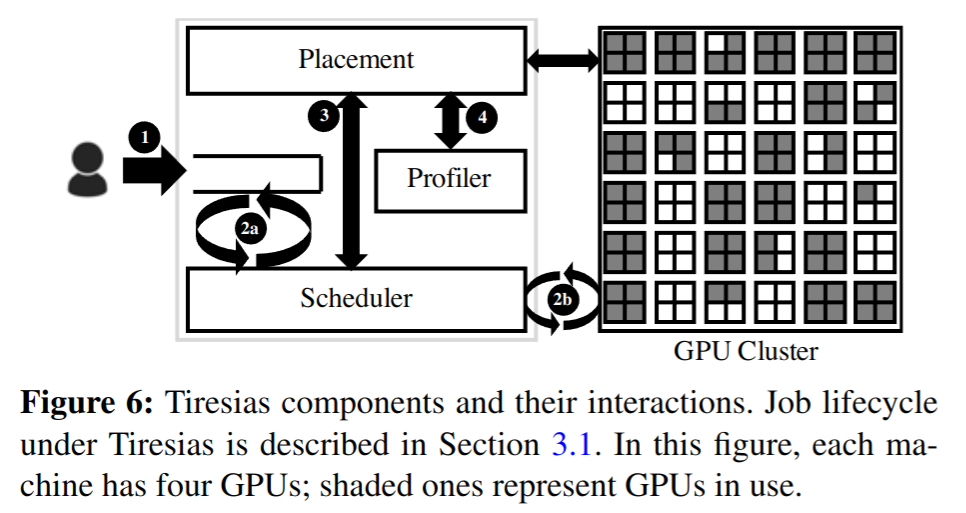 Placement
3
4
1
Profiler
2a
Scheduler
2b
GPU Cluster
Figure 6: Tiresias components and their interactions. Job lifecycle
under Tiresias is described in Section 3.1. In this figure, each ma-
chine has four GPUs; shaded ones represent GPUs in use.